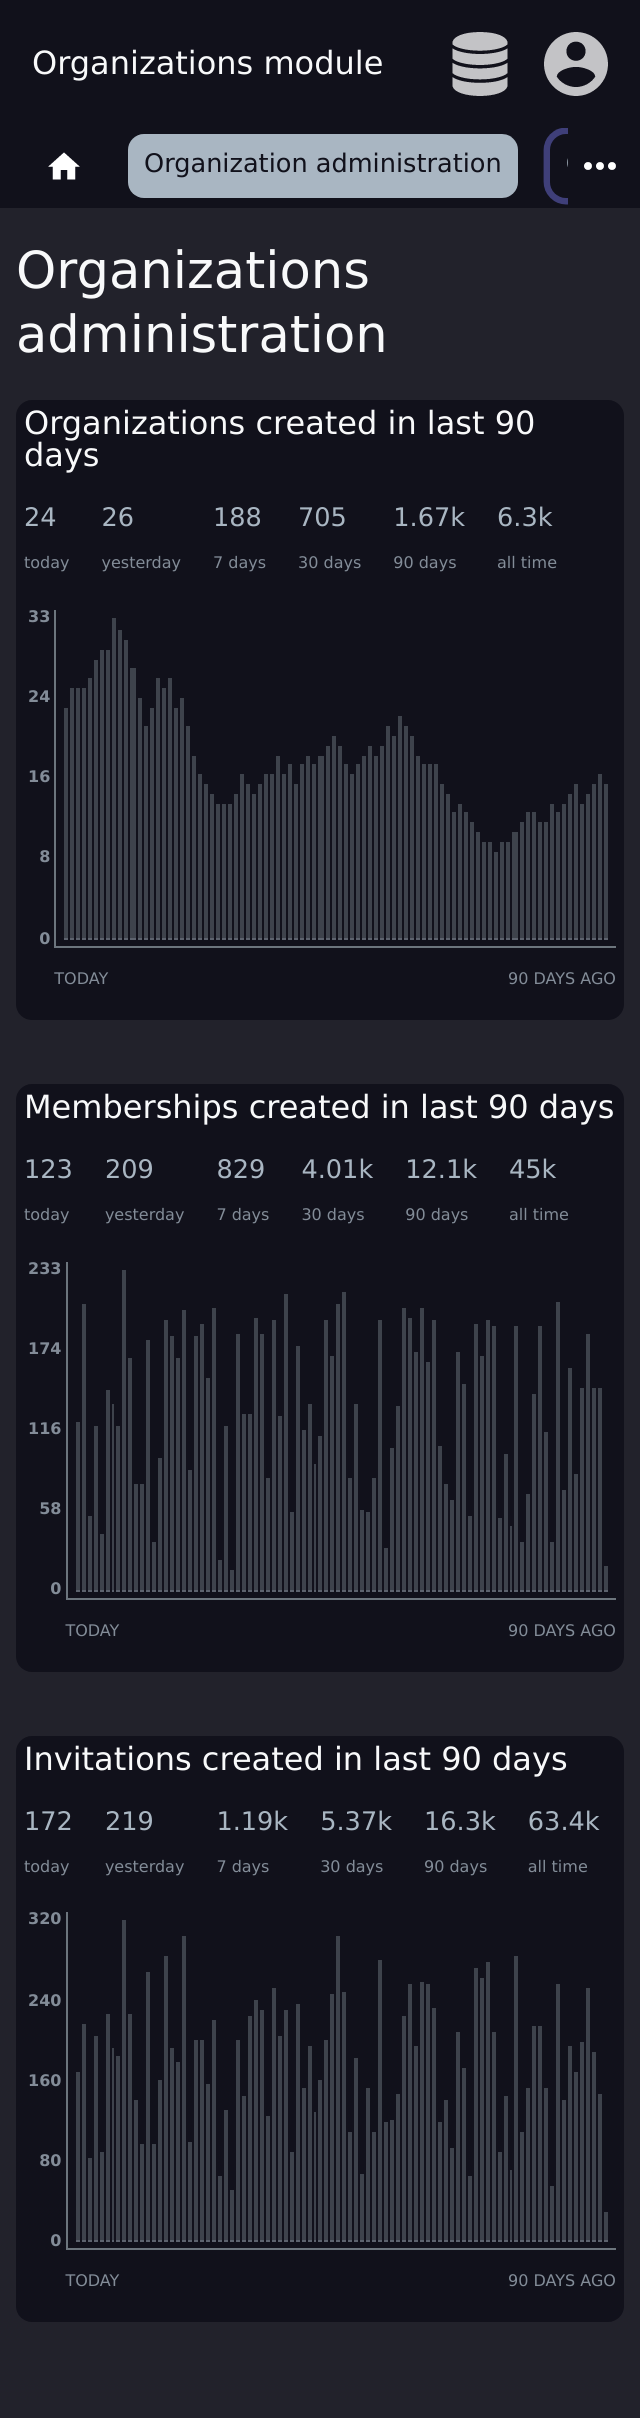 Organizations module
Organization administration
Organizations
administration
Organizations created in last 90
days
24 26 188 705 1.67k 6.3k
today yesterday 7 days 30 days 90 days all time
33
24
16
8
0
TODAY 90 DAYS AGO
Memberships created in last 90 days
123 209 829 4.01k 12.1k 45k
today yesterday 7 days 30 days 90 days all time
233
174
116
58
0
TODAY 90 DAYS AGO
Invitations created in last 90 days
172 219 1.19k 5.37k 16.3k 63.4k
today yesterday 7 days 30 days 90 days all time
320
240
160
80
0
TODAY 90 DAYS AGO